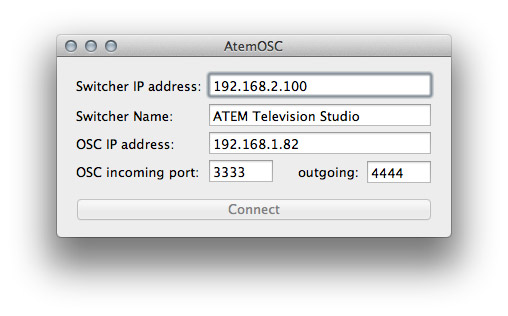 AtemOSC
Switcher IP address: 192.168.2.100
Switcher Name: ATEM Television Studio
OSC IP address: 192.168.1.82
OSC incoming port: 3333 outgoing: 4444
Connect